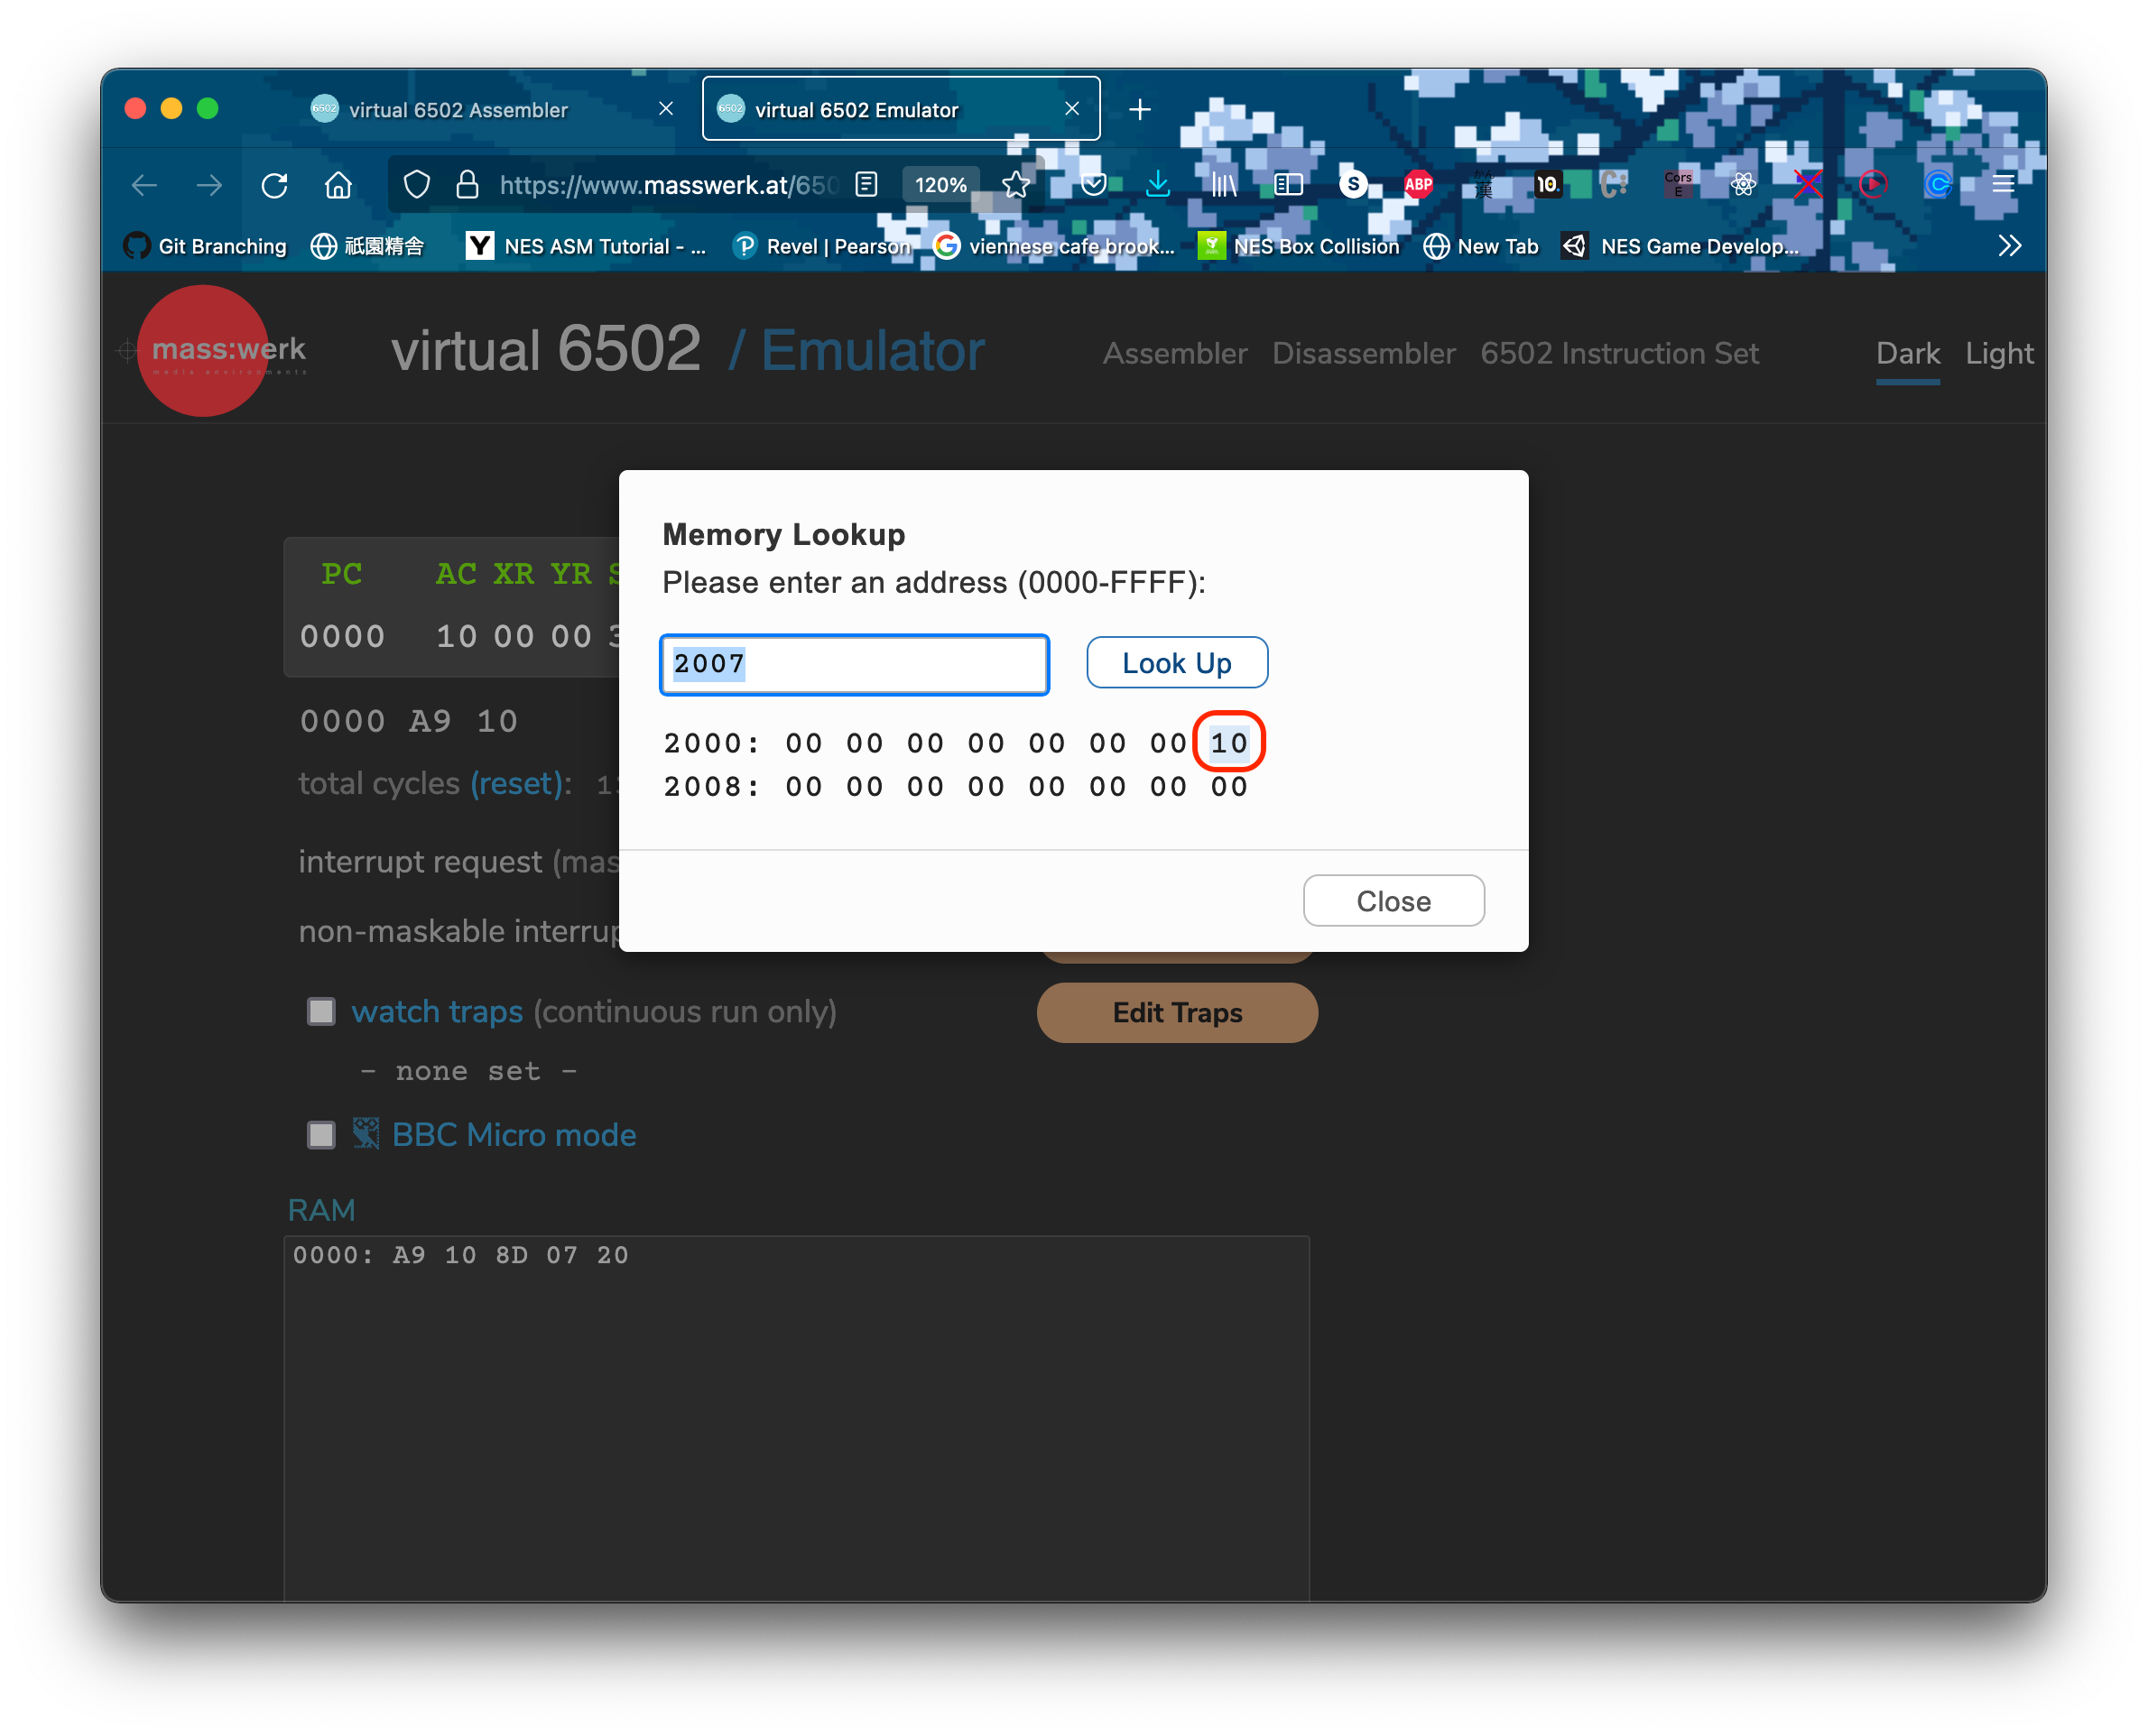 virtual 6502 Assembler
virtual 6502 Emulator
https://www.masswerk.at/650
120%
Git Branching
祇園精舎
NES ASM Tutorial - ...
Revel | Pearson
viennese cafe brook...
NES Box Collision
New Tab
NES Game Develop...
mass:werk
media environments
virtual 6502 / Emulator
Assembler Disassembler 6502 Instruction Set
Dark Light
PC AC XR YR S
0000 10 00 00 3
0000 A9 10
total cycles (reset): 1
interrupt request (mas
non-maskable interrup
Memory Lookup
Please enter an address (0000-FFFF):
2007
Look Up
2000: 00 00 00 00 00 00 00 10
2008: 00 00 00 00 00 00 00 00
Close
watch traps (continuous run only)
Edit Traps
- none set -
BBC Micro mode
RAM
0000: A9 10 8D 07 20